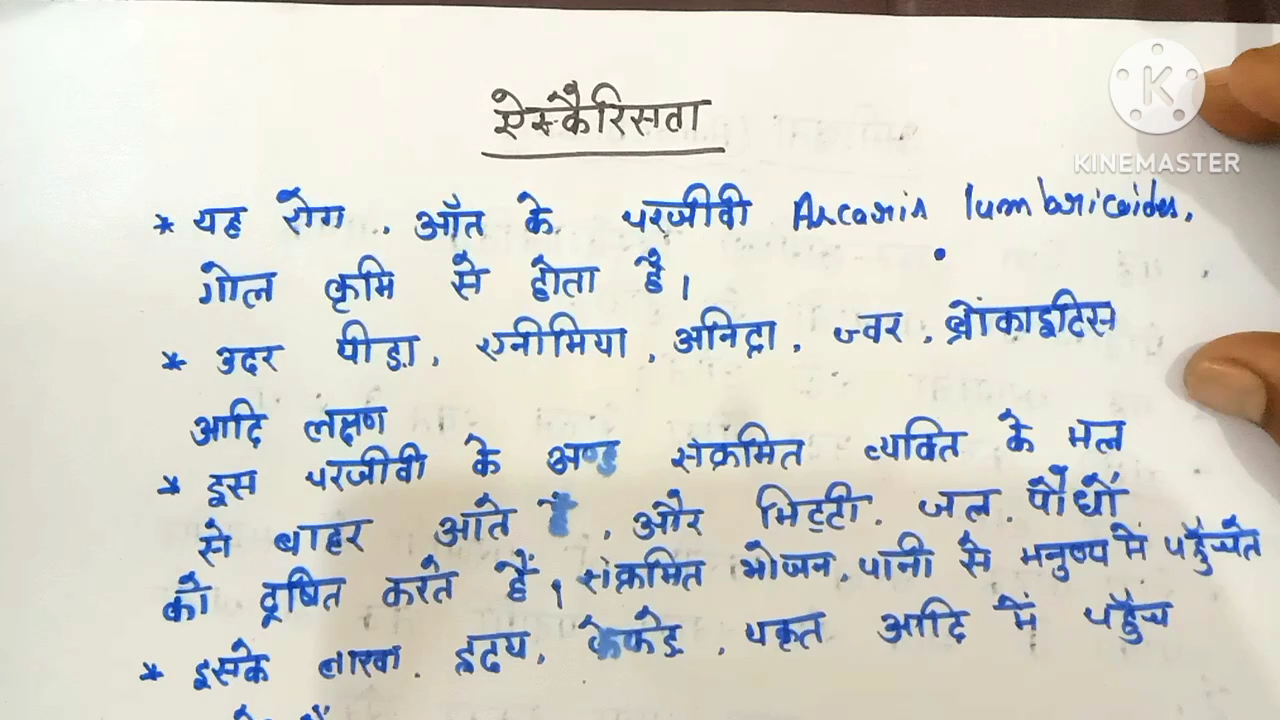 ऐस्कैरिसता
KINEMASTER
* यह रोग, आँत के परजीवी Ascaris lumbricoides,
गोल कृमि से होता है।
* उदर पीड़ा, एनीमिया, अनिद्रा, ज्वर, ब्रोंकाइटिस
आदि लक्षण
* इस परजीवी के अण्ड संक्रमित व्यक्ति के मल
से बाहर आते है, और मिट्टी, जल, पौधों
को दूषित करते हैं, संक्रमित भोजन, पानी से मनुष्य में पहुँचते
* इसके लारवा, हृदय, फेफड़े, यकृत आदि में पहुँच